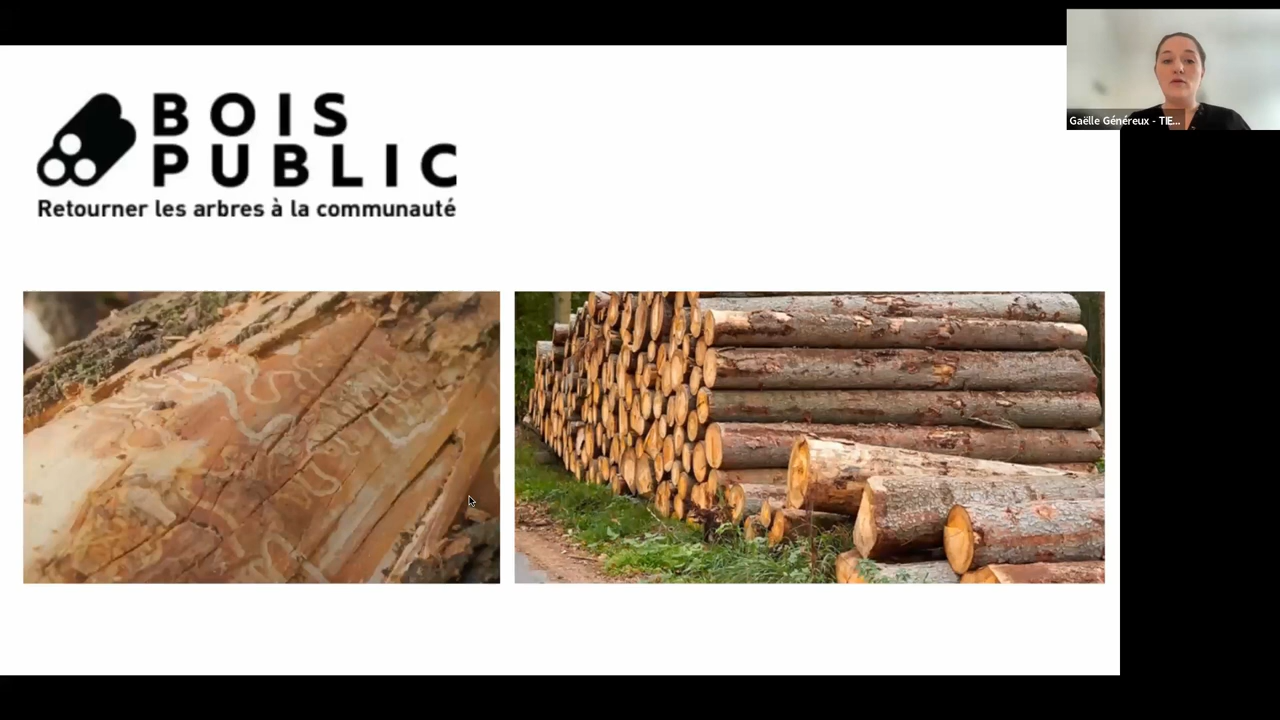 BOIS
PUBLIC
Retourner les arbres à la communauté
Gaëlle Généreux - TIE...